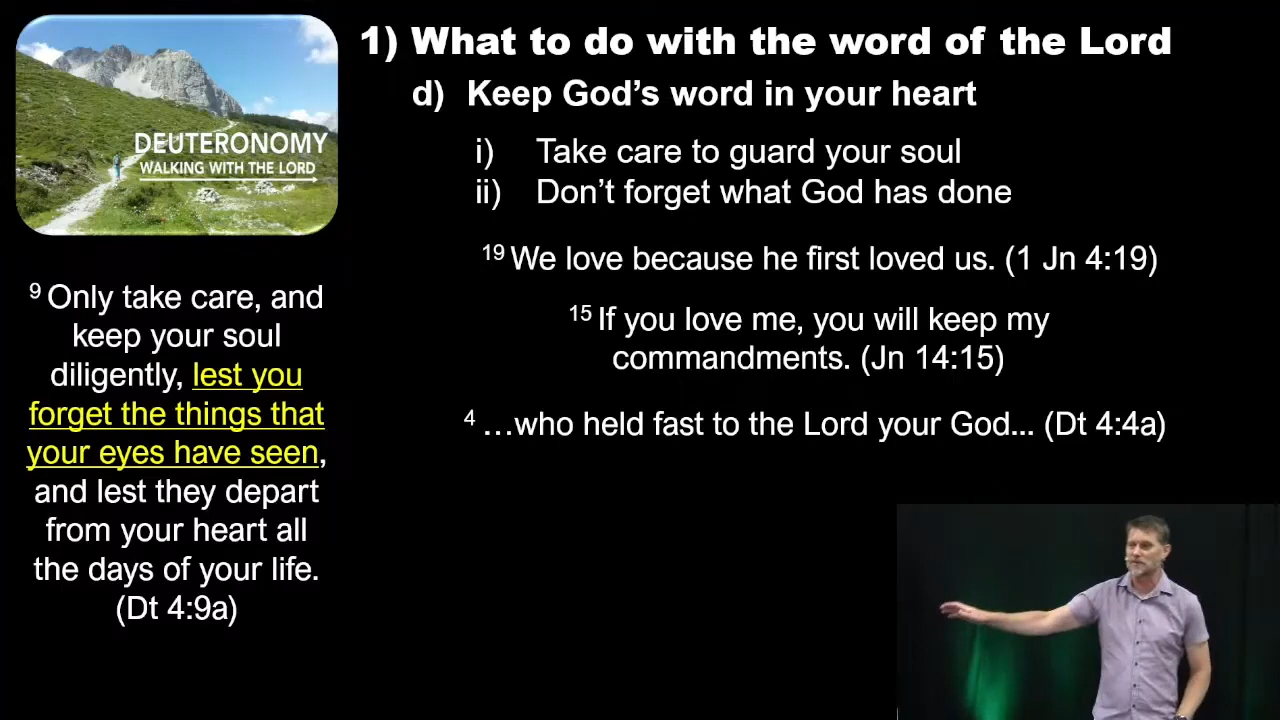 DEUTERONOMY
WALKING WITH THE LORD
9 Only take care, and
keep your soul
diligently, lest you
forget the things that
your eyes have seen,
and lest they depart
from your heart all
the days of your life.
(Dt 4:9a)
1) What to do with the word of the Lord
d) Keep God’s word in your heart
i) Take care to guard your soul
ii) Don’t forget what God has done
19 We love because he first loved us. (1 Jn 4:19)
15 If you love me, you will keep my
commandments. (Jn 14:15)
4 …who held fast to the Lord your God... (Dt 4:4a)